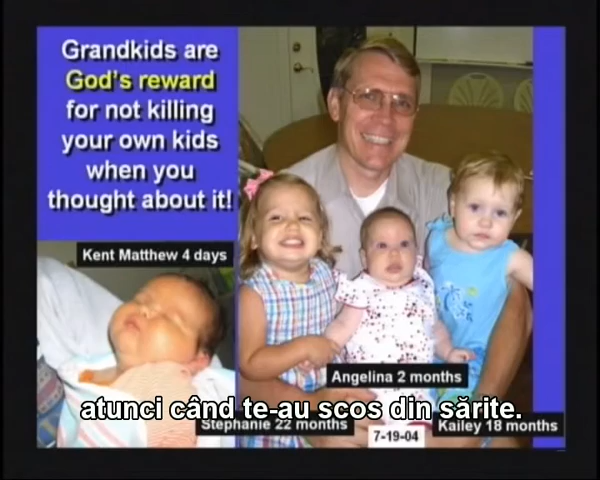 Grandkids are
God's reward
for not killing
your own kids
when you
thought about it!
Kent Matthew 4 days
Angelina 2 months
atunci când te-au scos din sărite.
Stephanie 22 months
7-19-04
Kailey 18 months